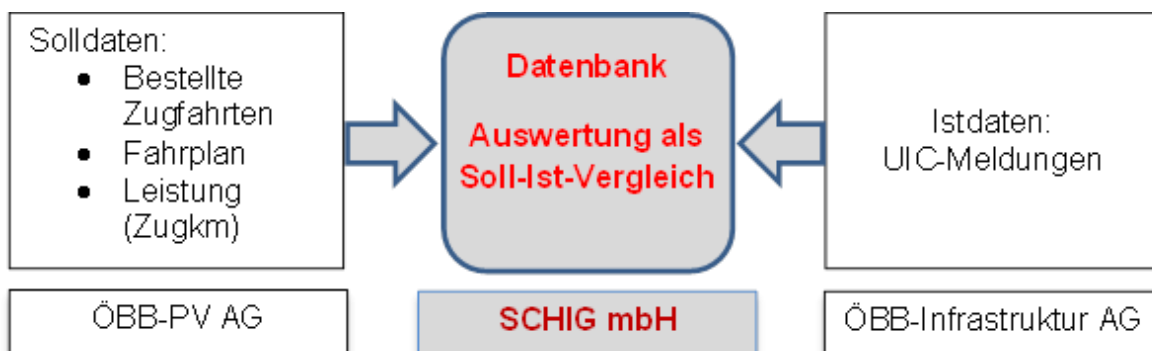 Solldaten:
• Bestellte
Zugfahrten
• Fahrplan
• Leistung
(Zugkm)
Datenbank
Auswertung als
Soll-Ist-Vergleich
Istdaten:
UIC-Meldungen
ÖBB-PV AG
SCHIG mbH
ÖBB-Infrastruktur AG